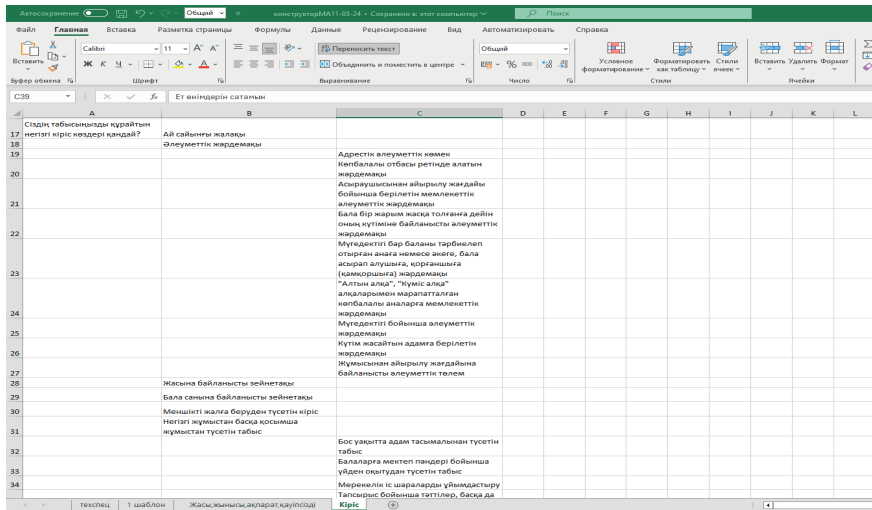 Автосохранение Общий конструкторMA11-03-24 • Сохранено в: этот компьютер Поиск
Файл Главная Вставка Разметка страницы Формулы Данные Рецензирование Вид Автоматизировать Справка
Вставить Calibri 11 A A Переносить текст Общий
Ж К Ч Объединить и поместить в центре % 000 Условное форматирование Форматировать как таблицу Стили ячеек Вставить Удалить Формат
Буфер обмена Шрифт Выравнивание Число Стили Ячейки
C39 fx Ет өнімдерін сатамын
A B C D E F G H I J K L
Сіздің табысыңызды құрайтын
17 негізгі кіріс көздері қандай? Ай сайынғы жалақы
18 Әлеуметтік жәрдемақы
19 Адрестік әлеуметтік көмек
Көпбалалы отбасы ретінде алатын
20 жәрдемақы
Асыраушысынан айырылу жағдайы
бойынша берілетін мемлекеттік
21 әлеуметтік жәрдемақы
Бала бір жарым жасқа толғанға дейін
оның күтіміне байланысты әлеуметтік
22 жәрдемақы
Мүгедектігі бар баланы тәрбиелеп
отырған анаға немесе әкеге, бала
асырап алушыға, қорғаншыға
23 (қамқоршыға) жәрдемақы
"Алтын алқа", "Күміс алқа"
алқаларымен марапатталған
көпбалалы аналарға мемлекеттік
24 жәрдемақы
Мүгедектігі бойынша әлеуметтік
25 жәрдемақы
Күтім жасайтын адамға берілетін
26 жәрдемақы
Жұмысынан айырылу жағдайына
27 байланысты әлеуметтік төлем
28 Жасына байланысты зейнетақы
29 Бала санына байланысты зейнетақы
30 Меншікті жалға беруден түсетін кіріс
Негізгі жұмыстан басқа қосымша
31 жұмыстан түсетін табыс
Бос уақытта адам тасымалынан түсетін
32 табыс
Балаларға мектеп пәндері бойынша
33 үйден оқытудан түсетін табыс
34 Мерекелік іс шараларды ұйымдастыру
Тапсырыс бойынша тәттілер, басқа да
техспец 1 шаблон Жасы,жынысы,ақпарат,қауіпсізді Кіріс